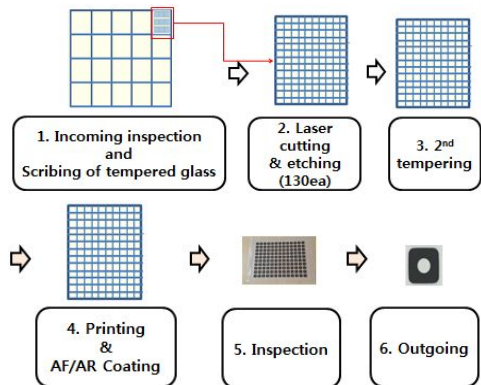 1. Incoming inspection
and
Scribing of tempered glass
2. Laser
cutting
& etching
(130ea)
3. 2nd
tempering
4. Printing
&
AF/AR Coating
5. Inspection
6. Outgoing